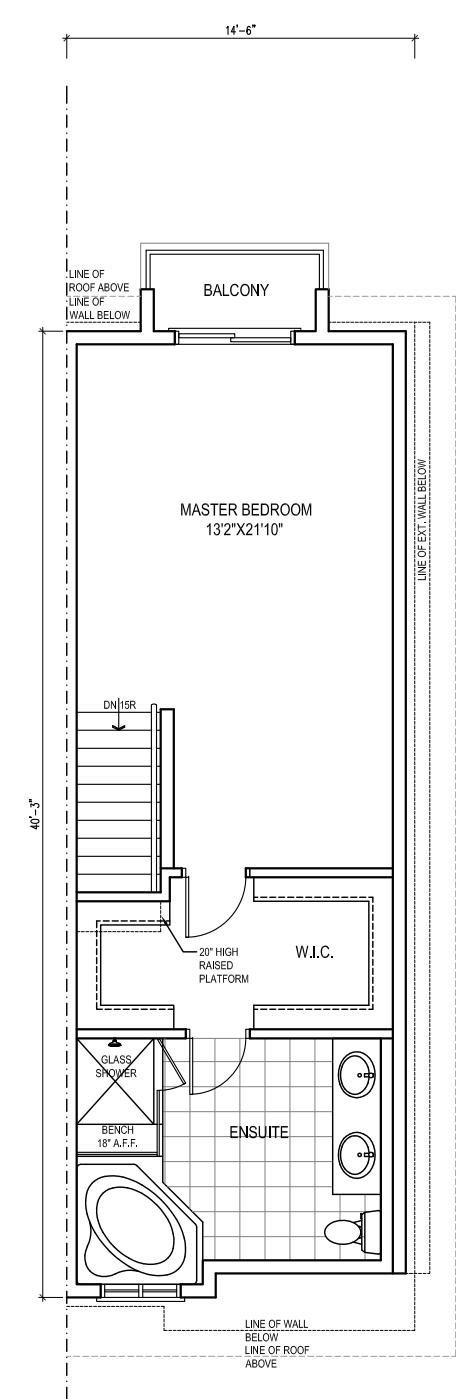 14'-6"
LINE OF
ROOF ABOVE
LINE OF
WALL BELOW
BALCONY
MASTER BEDROOM
13'2"X21'10"
LINE OF EXT. WALL BELOW
DN 15R
40'-3"
20" HIGH
RAISED
PLATFORM
W.I.C.
GLASS
SHOWER
BENCH
18" A.F.F.
ENSUITE
LINE OF WALL
BELOW
LINE OF ROOF
ABOVE